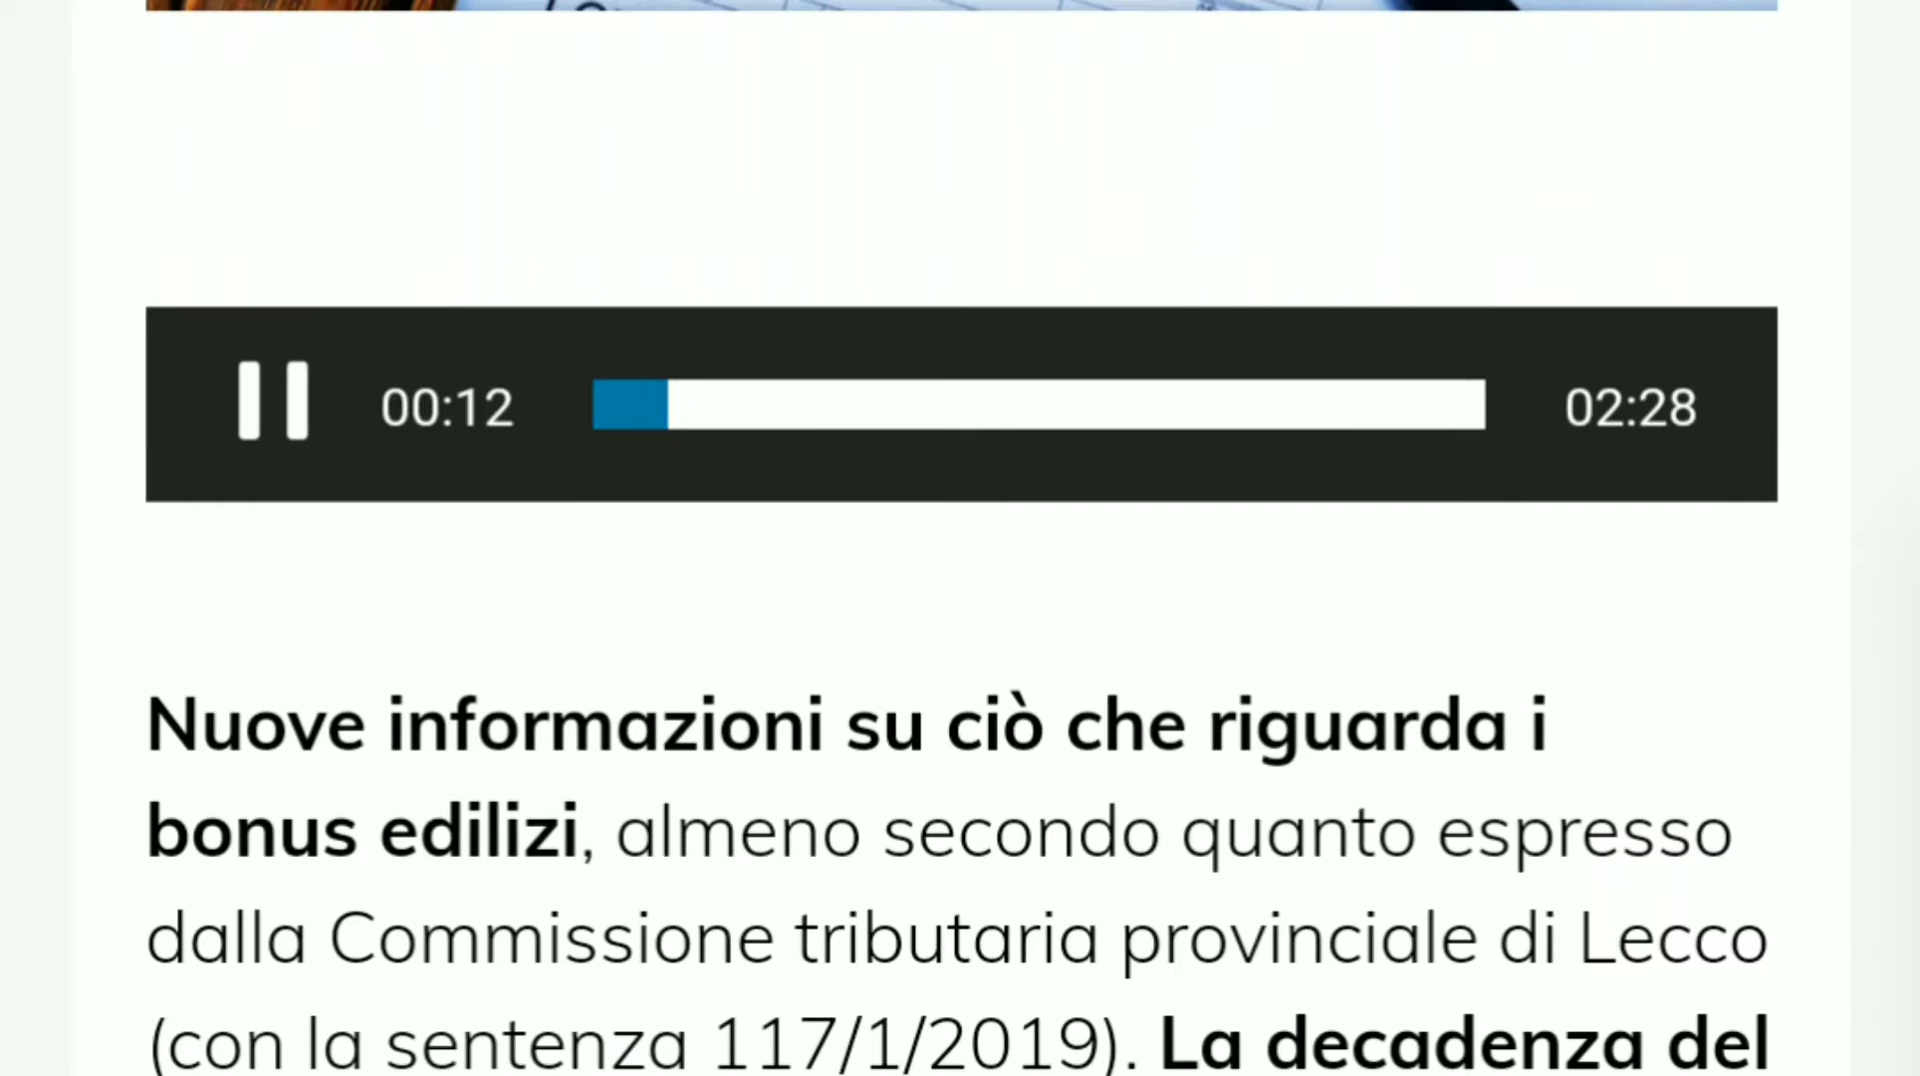 00:12
02:28
Nuove informazioni su ciò che riguarda i
bonus edilizi, almeno secondo quanto espresso
dalla Commissione tributaria provinciale di Lecco
(con la sentenza 117/1/2019). La decadenza del